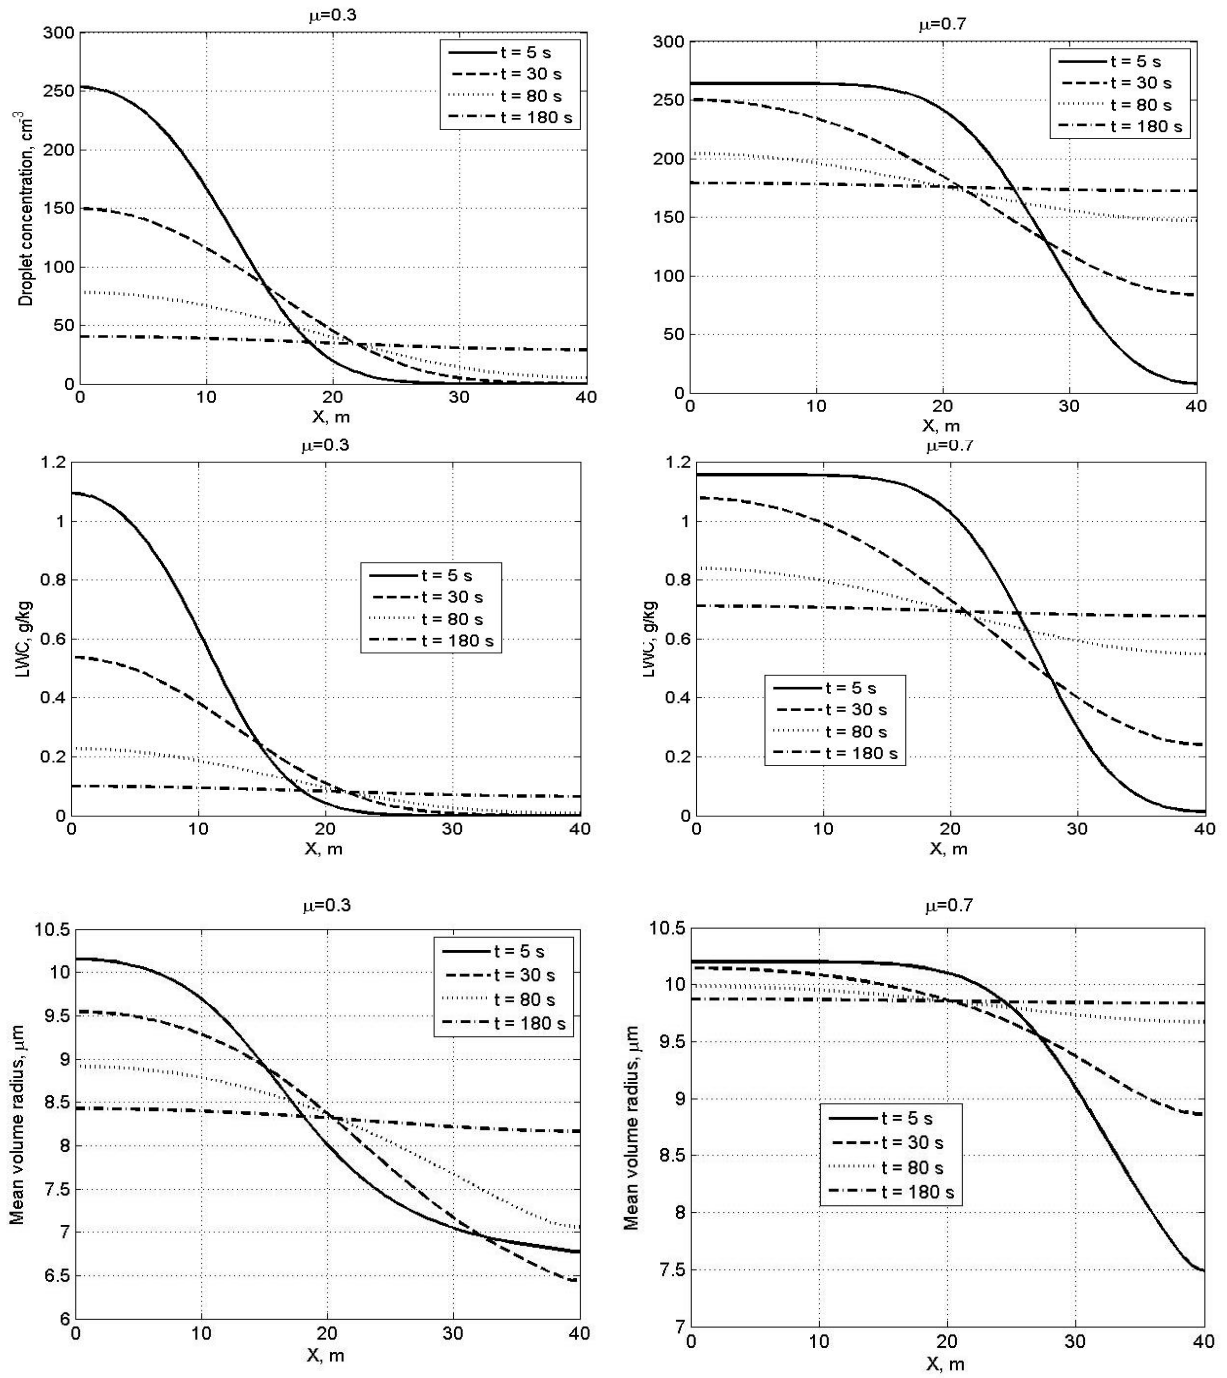 μ=0.3
300
250
200
150
100
50
0
0 10 20 30 40
X, m
Droplet concentration, cm-3
t = 5 s
t = 30 s
t = 80 s
t = 180 s
μ=0.7
300
250
200
150
100
50
0
0 10 20 30 40
X, m
t = 5 s
t = 30 s
t = 80 s
t = 180 s
μ=0.3
1.2
1
0.8
0.6
0.4
0.2
0
0 10 20 30 40
X, m
LWC, g/kg
t = 5 s
t = 30 s
t = 80 s
t = 180 s
μ=0.7
1.2
1
0.8
0.6
0.4
0.2
0
0 10 20 30 40
X, m
LWC, g/kg
t = 5 s
t = 30 s
t = 80 s
t = 180 s
μ=0.3
10.5
10
9.5
9
8.5
8
7.5
7
6.5
6
0 10 20 30 40
X, m
Mean volume radius, μm
t = 5 s
t = 30 s
t = 80 s
t = 180 s
μ=0.7
10.5
10
9.5
9
8.5
8
7.5
7
0 10 20 30 40
X, m
Mean volume radius, μm
t = 5 s
t = 30 s
t = 80 s
t = 180 s